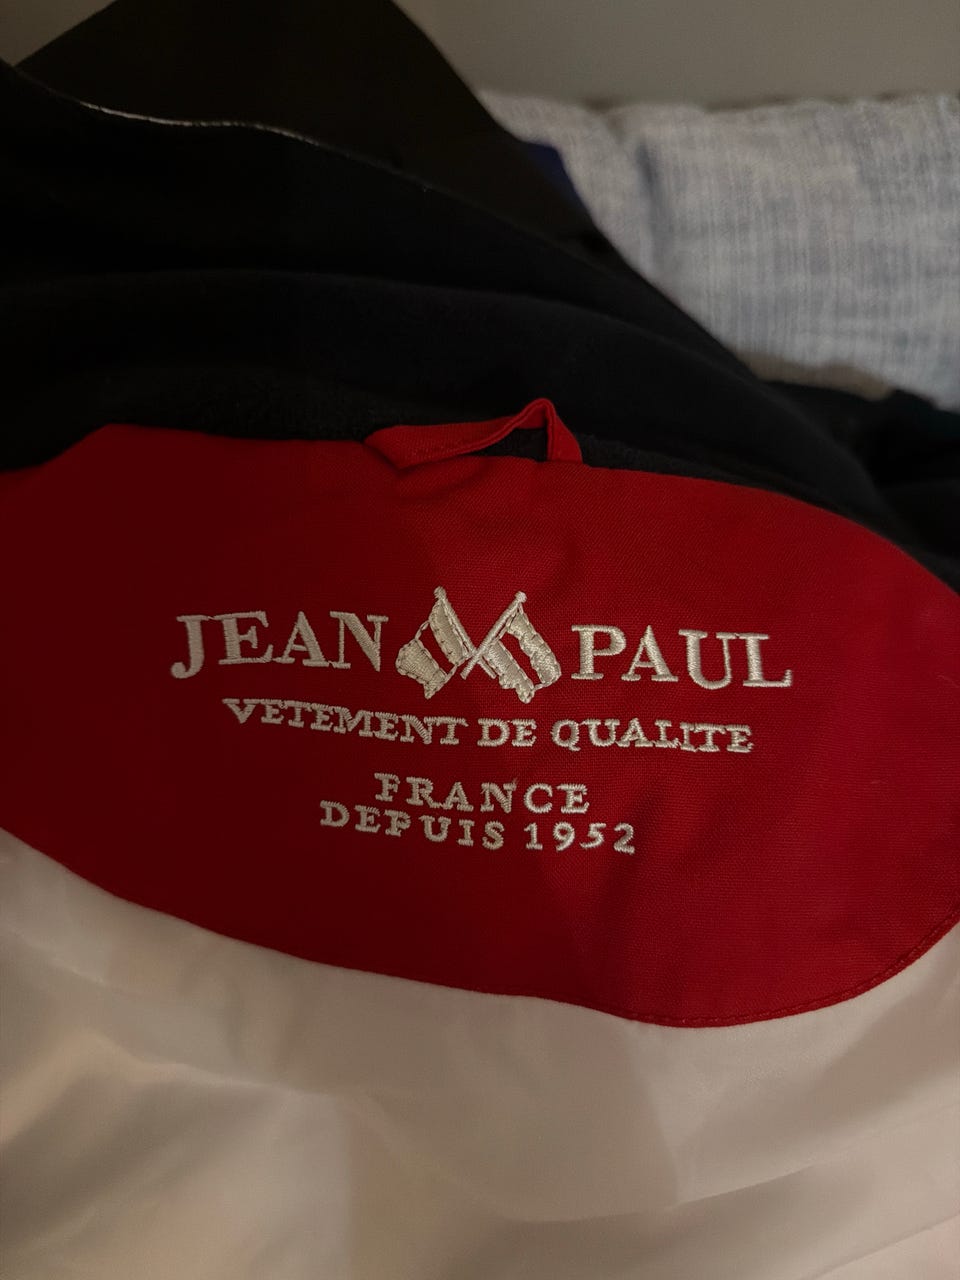 JEAN PAUL
VETEMENT DE QUALITE
FRANCE
DEPUIS 1952